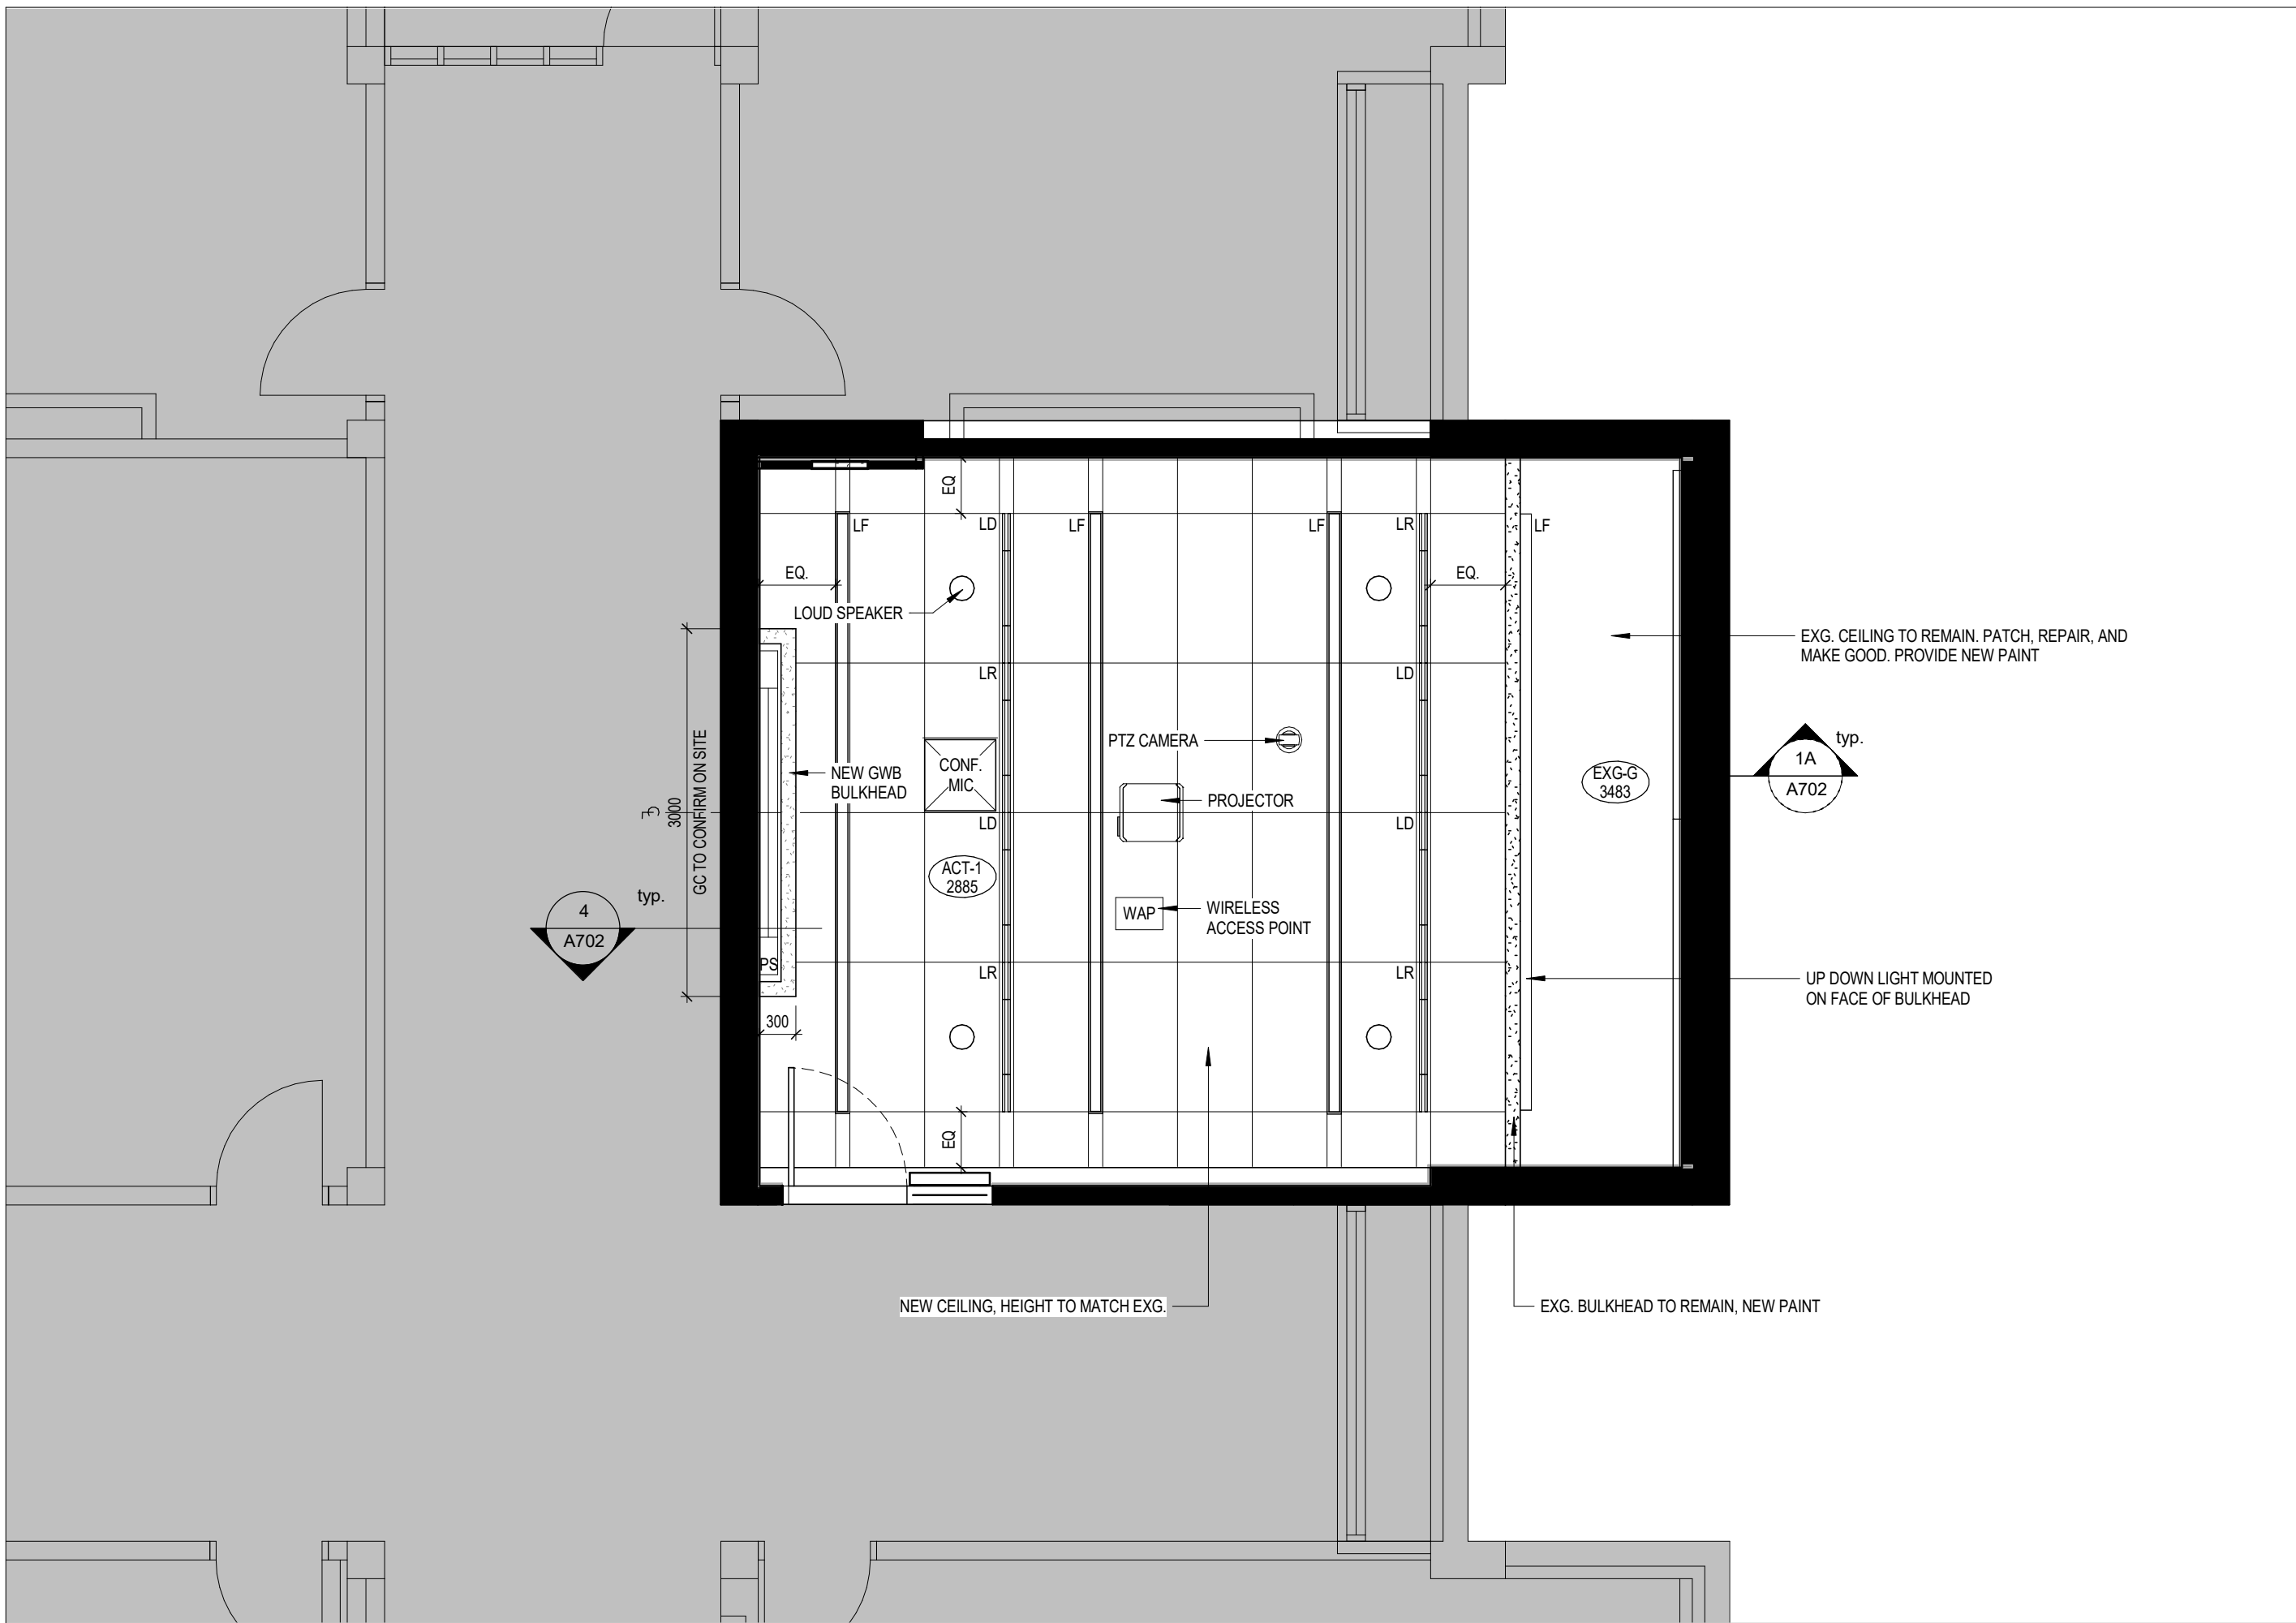 EQ
LF
LD
LF
LF
LR
LF
EQ.
EQ.
LOUD SPEAKER
EXG. CEILING TO REMAIN. PATCH, REPAIR, AND
MAKE GOOD. PROVIDE NEW PAINT
LR
LD
3000
GC TO CONFIRM ON SITE
CL
PTZ CAMERA
typ.
1A
A702
NEW GWB
BULKHEAD
CONF.
MIC
EXG-G
3483
PROJECTOR
LD
LD
ACT-1
2885
typ.
4
A702
WAP
WIRELESS
ACCESS POINT
PS
LR
LR
UP DOWN LIGHT MOUNTED
ON FACE OF BULKHEAD
300
EQ
NEW CEILING, HEIGHT TO MATCH EXG.
EXG. BULKHEAD TO REMAIN, NEW PAINT